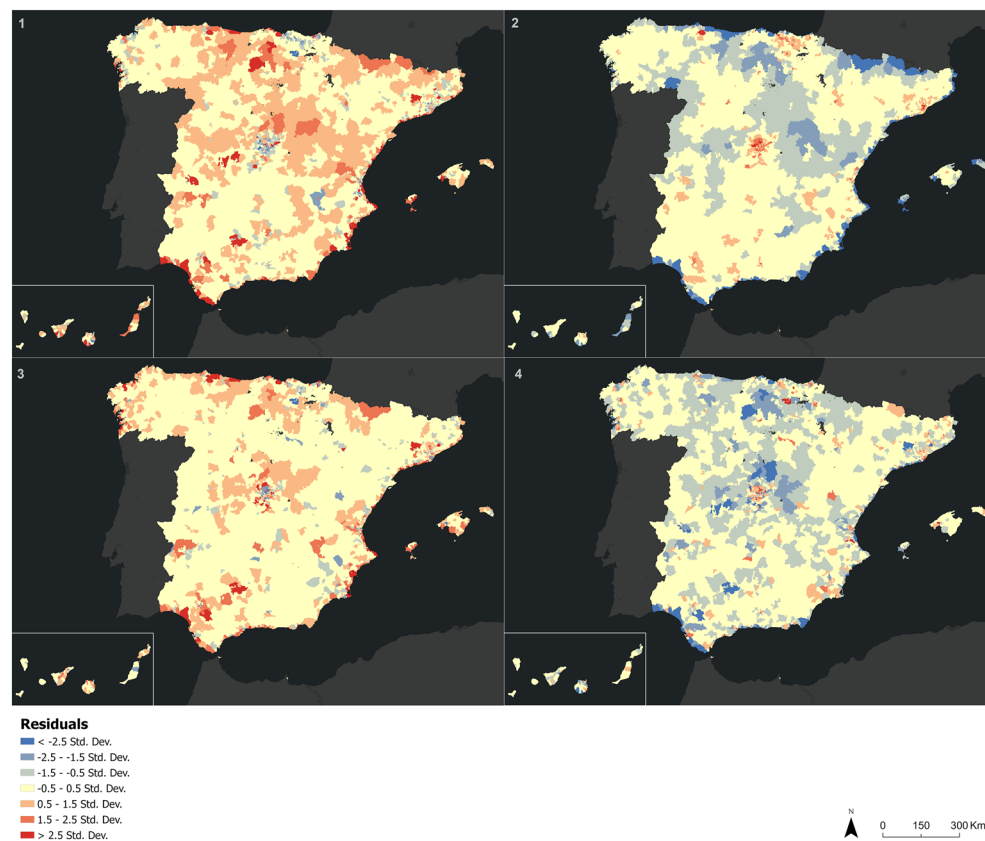 1
2
3
4
Residuals
< -2.5 Std. Dev.
-2.5 - -1.5 Std. Dev.
-1.5 - -0.5 Std. Dev.
-0.5 - 0.5 Std. Dev.
0.5 - 1.5 Std. Dev.
1.5 - 2.5 Std. Dev.
> 2.5 Std. Dev.
N
0 150 300 Km